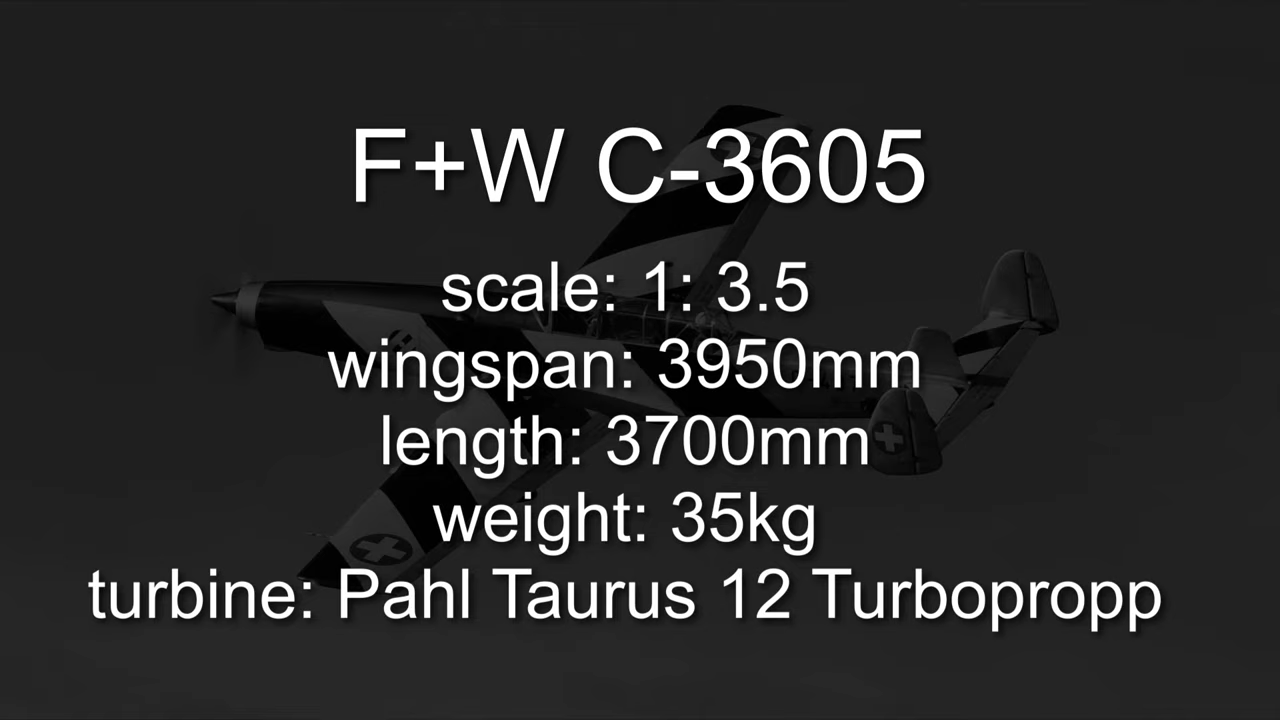 F+W C-3605
scale: 1: 3.5
wingspan: 3950mm
length: 3700mm
weight: 35kg
turbine: Pahl Taurus 12 Turbopropp